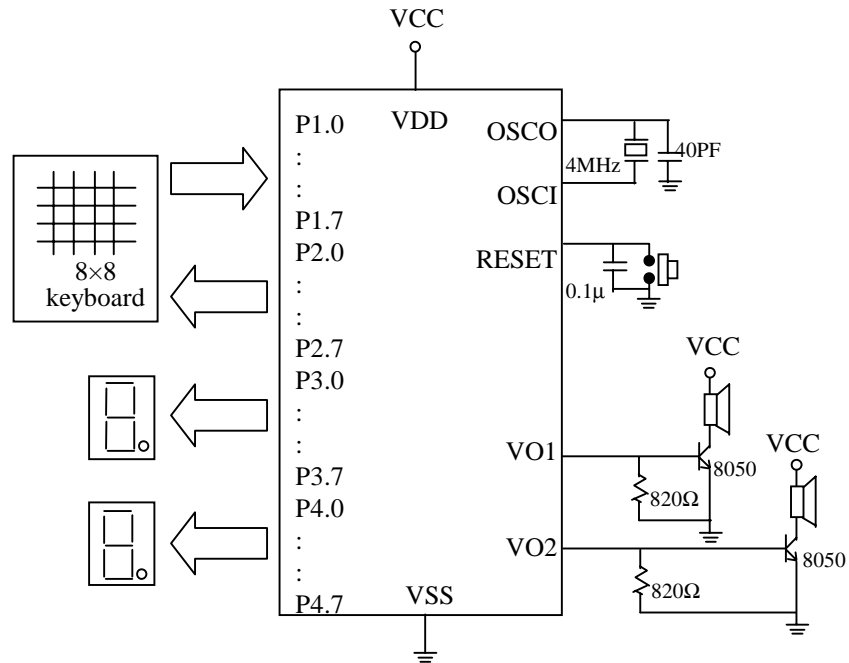 VCC
P1.0
:
:
P1.7
P2.0
:
:
P2.7
P3.0
:
:
P3.7
P4.0
:
:
P4.7
VDD
VSS
OSCO
OSCI
RESET
VO1
VO2
8×8
keyboard
4MHz
40PF
0.1μ
VCC
8050
820Ω
VCC
8050
820Ω